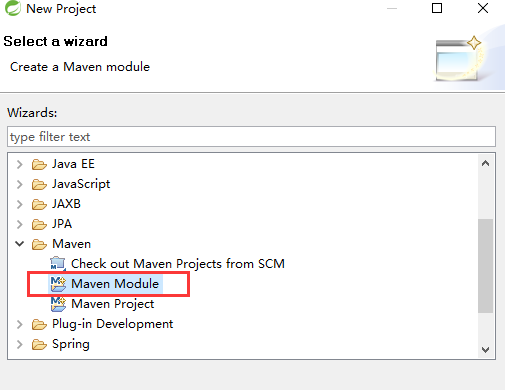 New Project
Select a wizard
Create a Maven module
Wizards:
type filter text
Java EE
JavaScript
JAXB
JPA
Maven
Check out Maven Projects from SCM
Maven Module
Maven Project
Plug-in Development
Spring